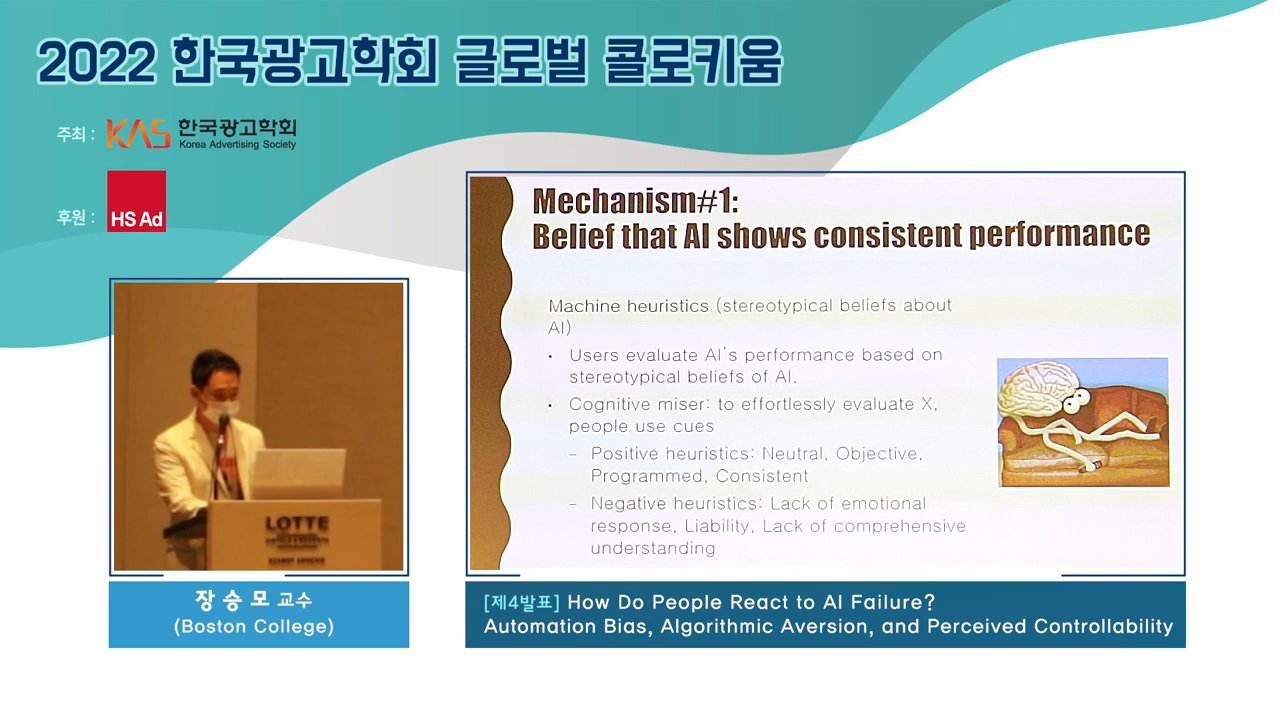 2022 한국광고학회 글로벌 콜로키움
주최 :
KAS 한국광고학회
Korea Advertising Society
후원 :
HS Ad
Mechanism#1:
Belief that AI shows consistent performance
Machine heuristics (stereotypical beliefs about
AI)
• Users evaluate AI's performance based on
stereotypical beliefs of AI.
• Cognitive miser: to effortlessly evaluate X,
people use cues
– Positive heuristics: Neutral, Objective,
Programmed, Consistent
– Negative heuristics: Lack of emotional
response, Liability, Lack of comprehensive
understanding
LOTTE
장 승 모 교수
(Boston College)
[제4발표] How Do People React to AI Failure?
Automation Bias, Algorithmic Aversion, and Perceived Controllability